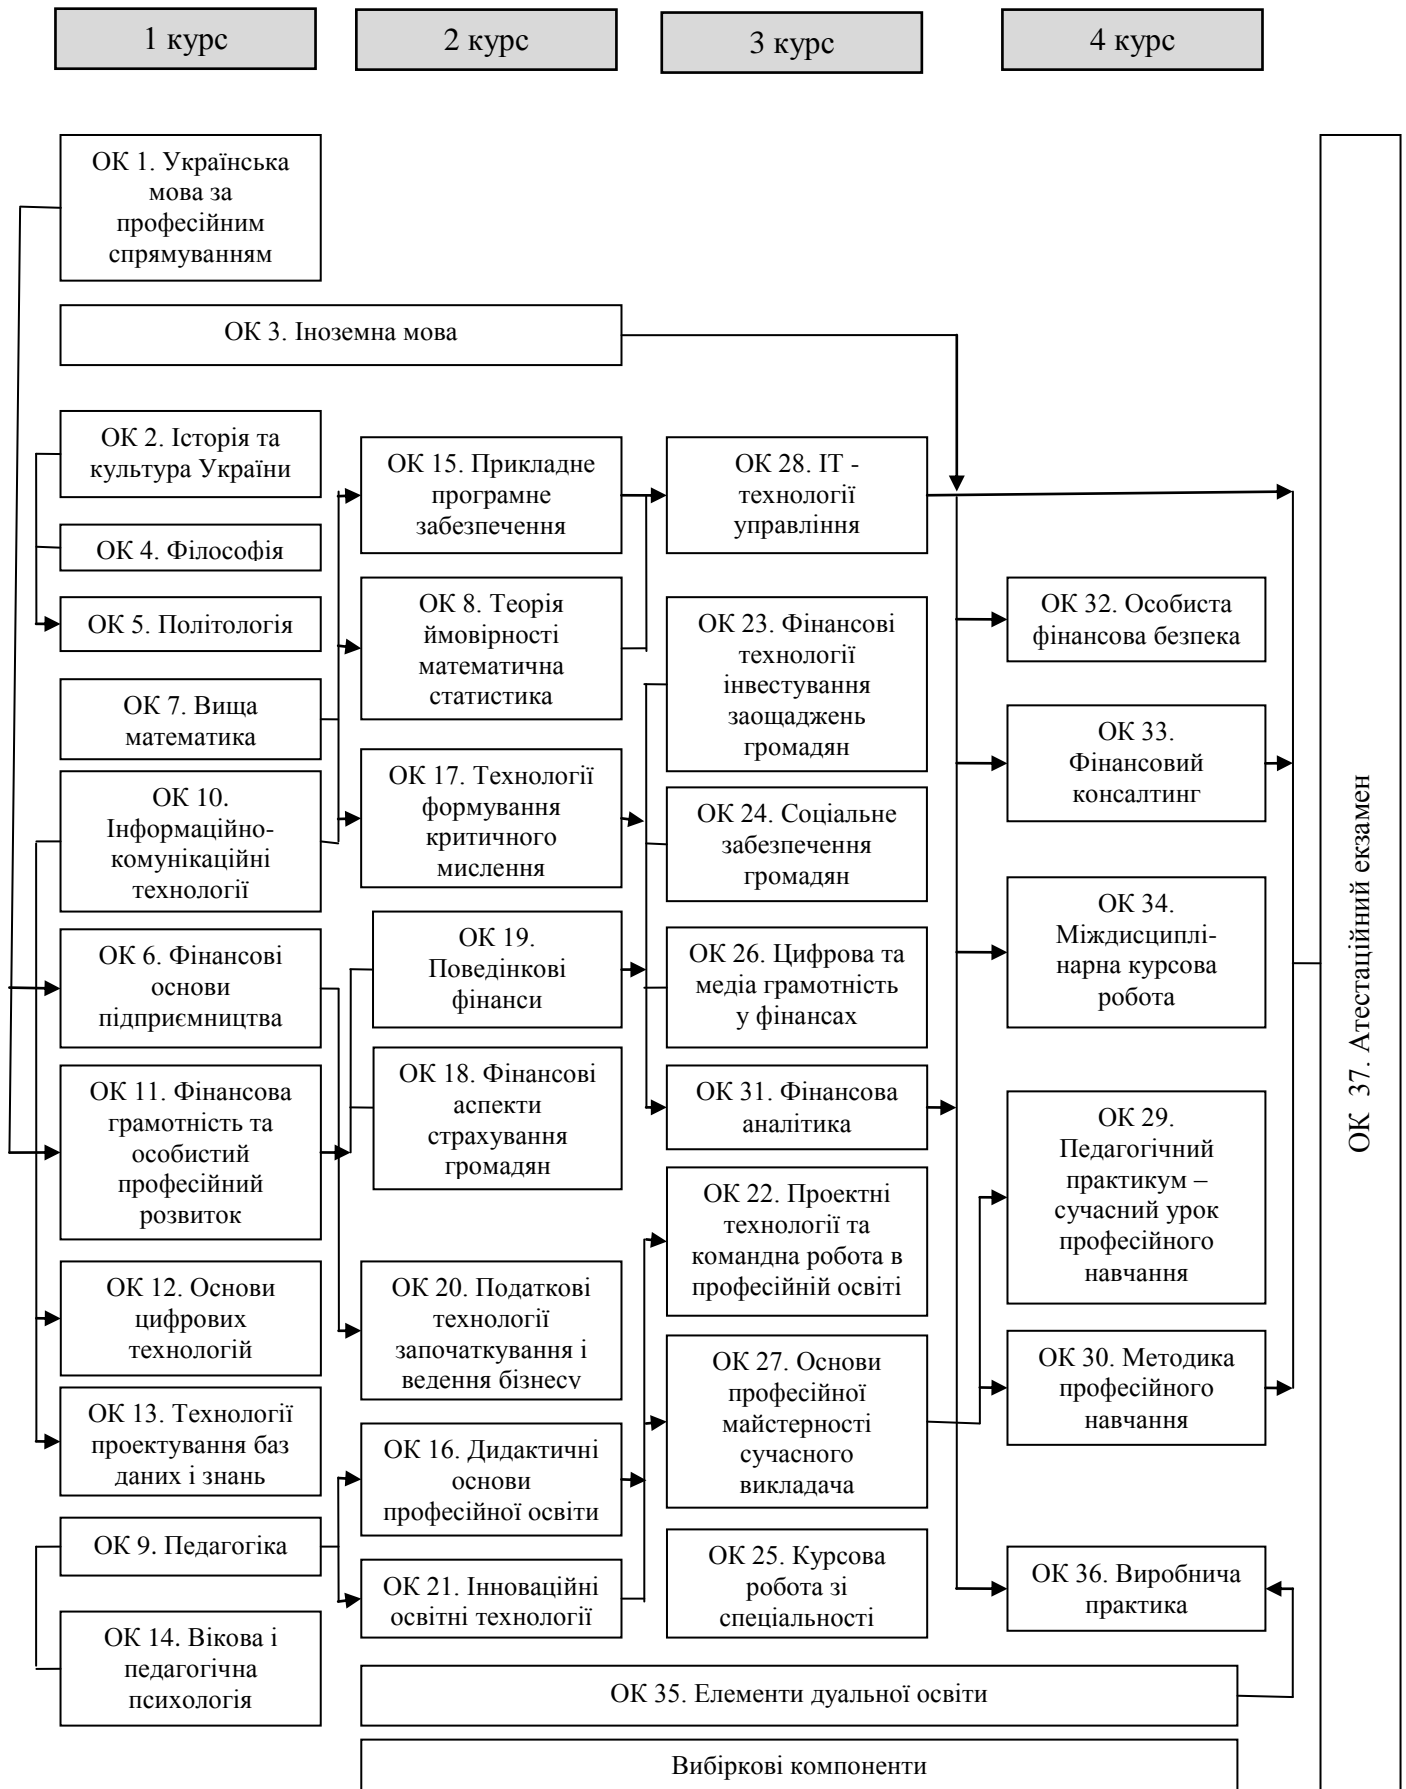 1 курс
2 курс
3 курс
4 курс
ОК 1. Українська
мова за
професійним
спрямуванням
ОК 3. Іноземна мова
ОК 2. Історія та
культура України
ОК 4. Філософія
ОК 5. Політологія
ОК 7. Вища
математика
ОК 10.
Інформаційно-
комунікаційні
технології
ОК 6. Фінансові
основи
підприємництва
ОК 11. Фінансова
грамотність та
особистий
професійний
розвиток
ОК 12. Основи
цифрових
технологій
ОК 13. Технології
проектування баз
даних і знань
ОК 9. Педагогіка
ОК 14. Вікова і
педагогічна
психологія
ОК 15. Прикладне
програмне
забезпечення
ОК 8. Теорія
ймовірності
математична
статистика
ОК 17. Технології
формування
критичного
мислення
ОК 19.
Поведінкові
фінанси
ОК 18. Фінансові
аспекти
страхування
громадян
ОК 20. Податкові
технології
започаткування і
ведення бізнесу
ОК 16. Дидактичні
основи
професійної освіти
ОК 21. Інноваційні
освітні технології
ОК 28. ІТ -
технології
управління
ОК 23. Фінансові
технології
інвестування
заощаджень
громадян
ОК 24. Соціальне
забезпечення
громадян
ОК 26. Цифрова та
медіа грамотність
у фінансах
ОК 31. Фінансова
аналітика
ОК 22. Проектні
технології та
командна робота в
професійній освіті
ОК 27. Основи
професійної
майстерності
сучасного
викладача
ОК 25. Курсова
робота зі
спеціальності
ОК 32. Особиста
фінансова безпека
ОК 33.
Фінансовий
консалтинг
ОК 34.
Міждисциплі-
нарна курсова
робота
ОК 29.
Педагогічний
практикум –
сучасний урок
професійного
навчання
ОК 30. Методика
професійного
навчання
ОК 36. Виробнича
практика
ОК 35. Елементи дуальної освіти
Вибіркові компоненти
ОК 37. Атестаційний екзамен